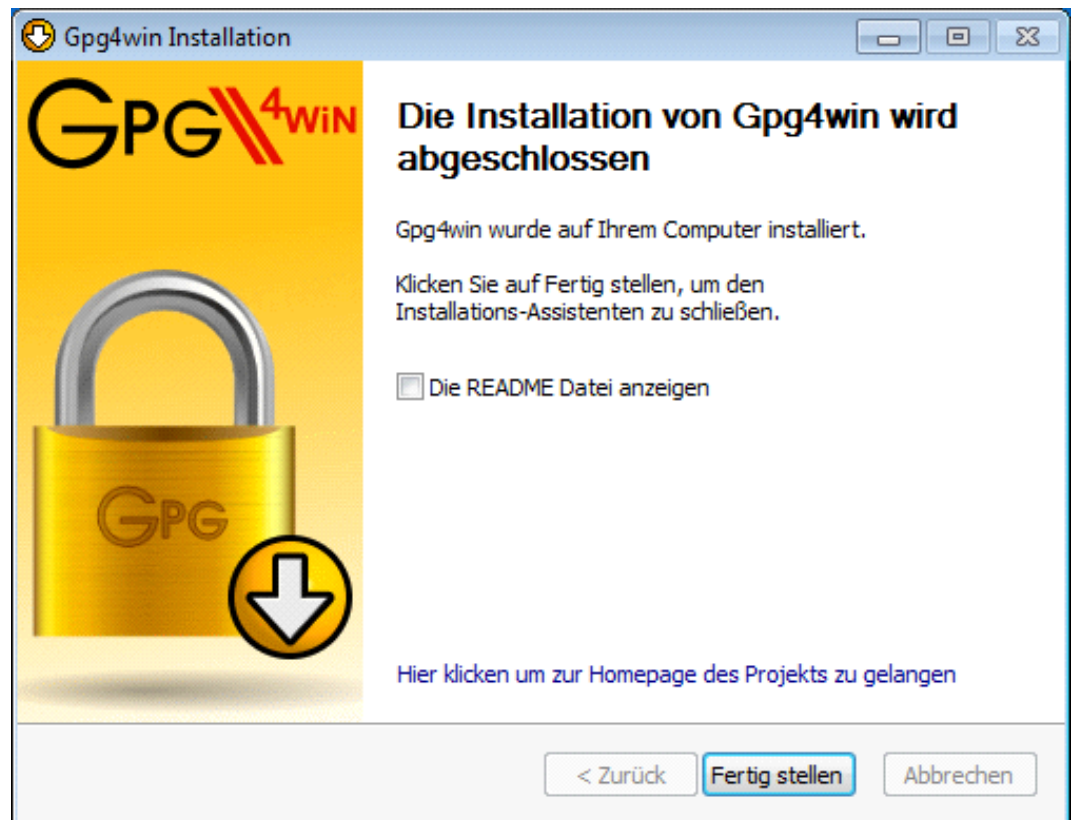 Gpg4win Installation
GPG4WIN
Die Installation von Gpg4win wird
abgeschlossen
Gpg4win wurde auf Ihrem Computer installiert.
Klicken Sie auf Fertig stellen, um den
Installations-Assistenten zu schließen.
Die README Datei anzeigen
GPG
Hier klicken um zur Homepage des Projekts zu gelangen
< Zurück Fertig stellen Abbrechen